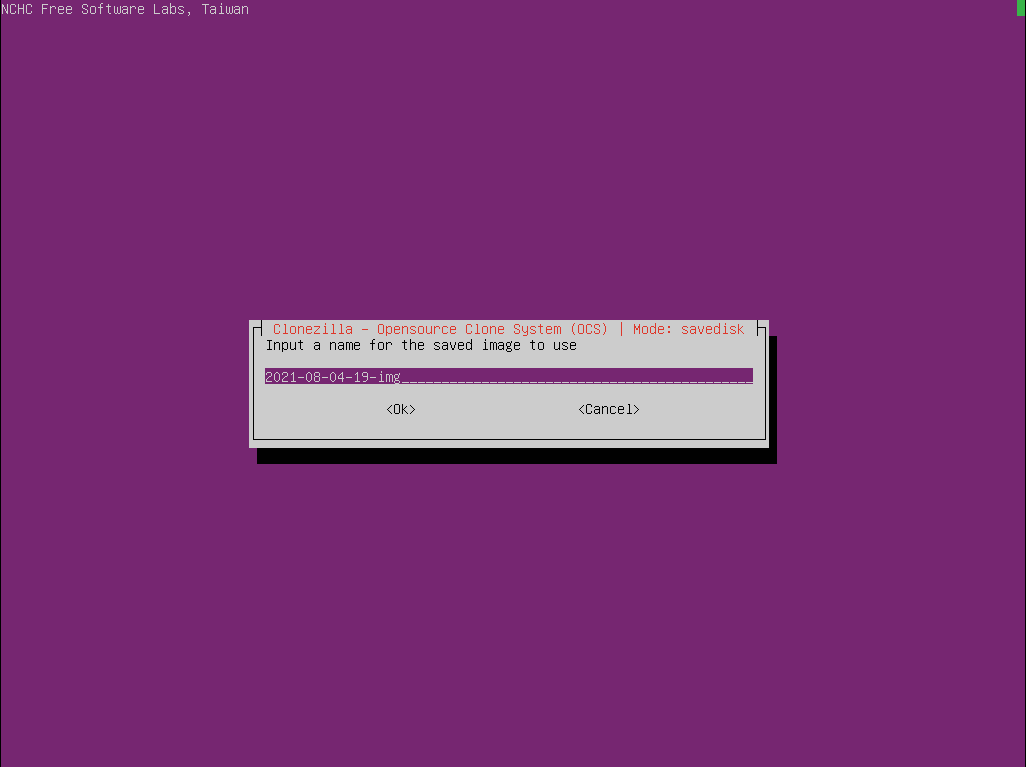 NCHC Free Software Labs, Taiwan
Clonezilla - Opensource Clone System (OCS) | Mode: savedisk
Input a name for the saved image to use
2021-08-04-19-img____________________________________________
<Ok> <Cancel>